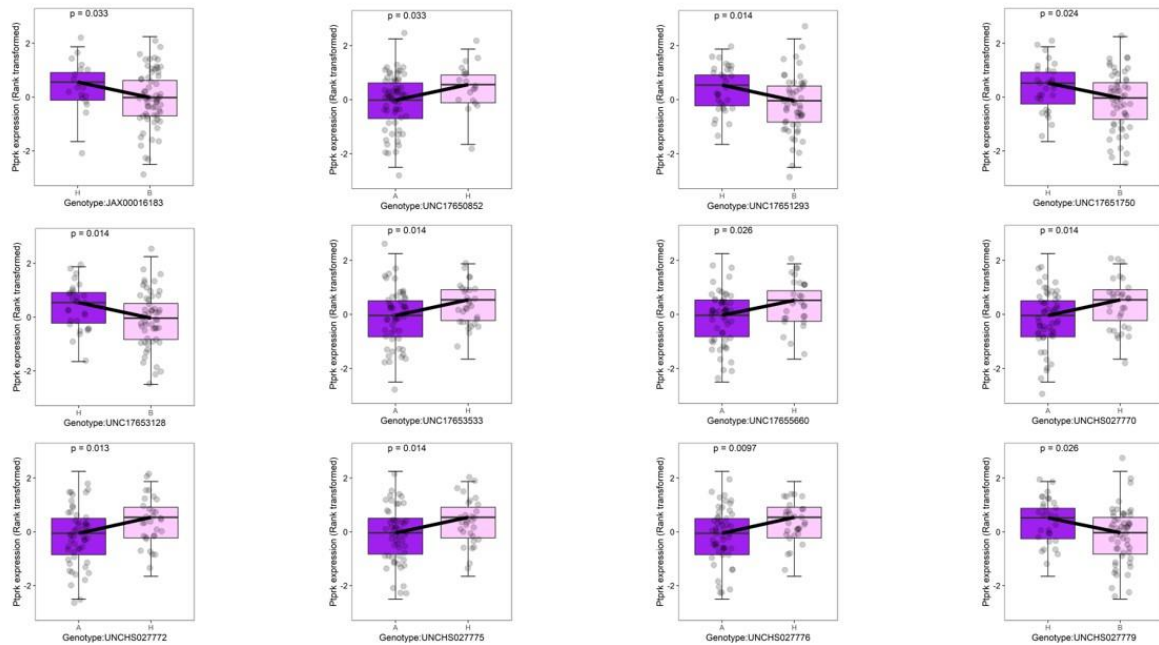 p = 0.033
Ptprk expression (Rank transformed)
2
0
-2
H B
Genotype:JAX00016183
p = 0.033
Ptprk expression (Rank transformed)
2
0
-2
A H
Genotype:UNC17650852
p = 0.014
Ptprk expression (Rank transformed)
2
0
-2
H B
Genotype:UNC17651293
p = 0.024
Ptprk expression (Rank transformed)
2
0
-2
H B
Genotype:UNC17651750
p = 0.014
Ptprk expression (Rank transformed)
2
0
-2
H B
Genotype:UNC17653128
p = 0.014
Ptprk expression (Rank transformed)
2
0
-2
A H
Genotype:UNC17653533
p = 0.026
Ptprk expression (Rank transformed)
2
0
-2
A H
Genotype:UNC17655660
p = 0.014
Ptprk expression (Rank transformed)
2
0
-2
A H
Genotype:UNCHS027770
p = 0.013
Ptprk expression (Rank transformed)
2
0
-2
A H
Genotype:UNCHS027772
p = 0.014
Ptprk expression (Rank transformed)
2
0
-2
A H
Genotype:UNCHS027775
p = 0.0097
Ptprk expression (Rank transformed)
2
0
-2
A H
Genotype:UNCHS027776
p = 0.026
Ptprk expression (Rank transformed)
2
0
-2
H B
Genotype:UNCHS027779